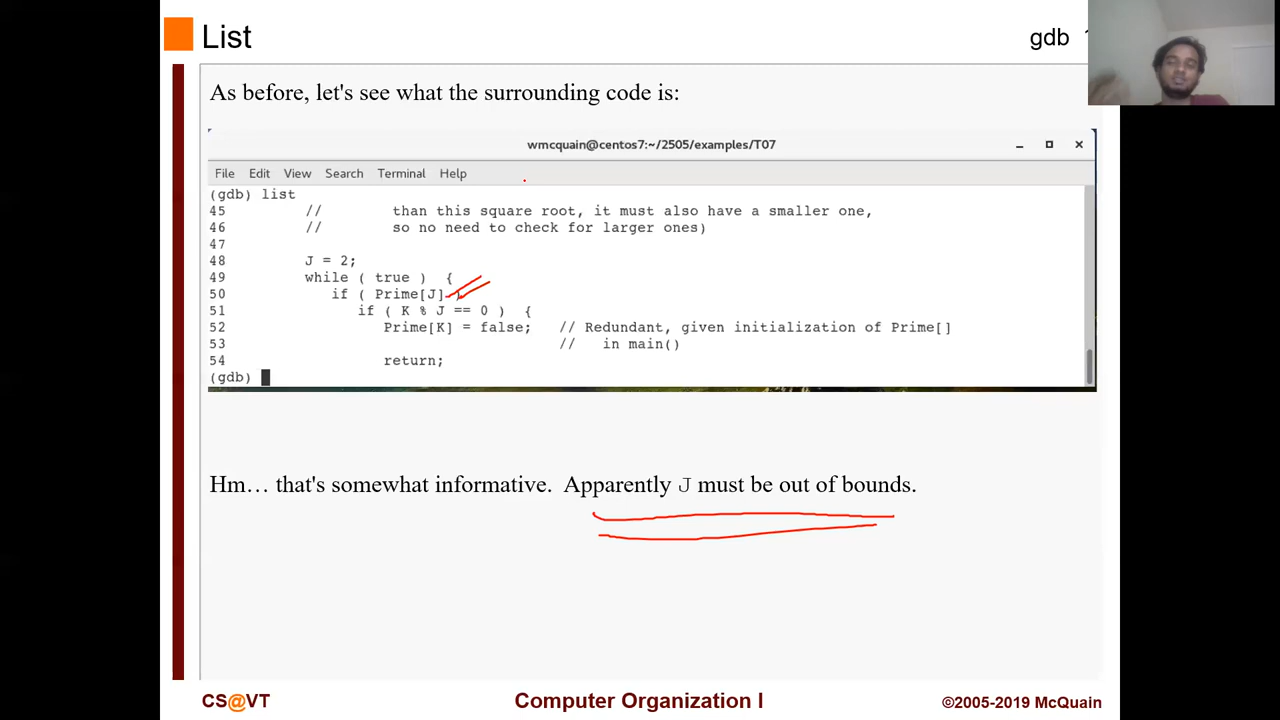 List
gdb
As before, let's see what the surrounding code is:
wmcquain@centos7:~/2505/examples/T07
File Edit View Search Terminal Help
(gdb) list
45 // than this square root, it must also have a smaller one,
46 // so no need to check for larger ones)
47
48 J = 2;
49 while ( true ) {
50 if ( Prime[J] )
51 if ( K % J == 0 ) {
52 Prime[K] = false; // Redundant, given initialization of Prime[]
53 // in main()
54 return;
(gdb)
Hm… that's somewhat informative. Apparently J must be out of bounds.
CS@VT Computer Organization I ©2005-2019 McQuain